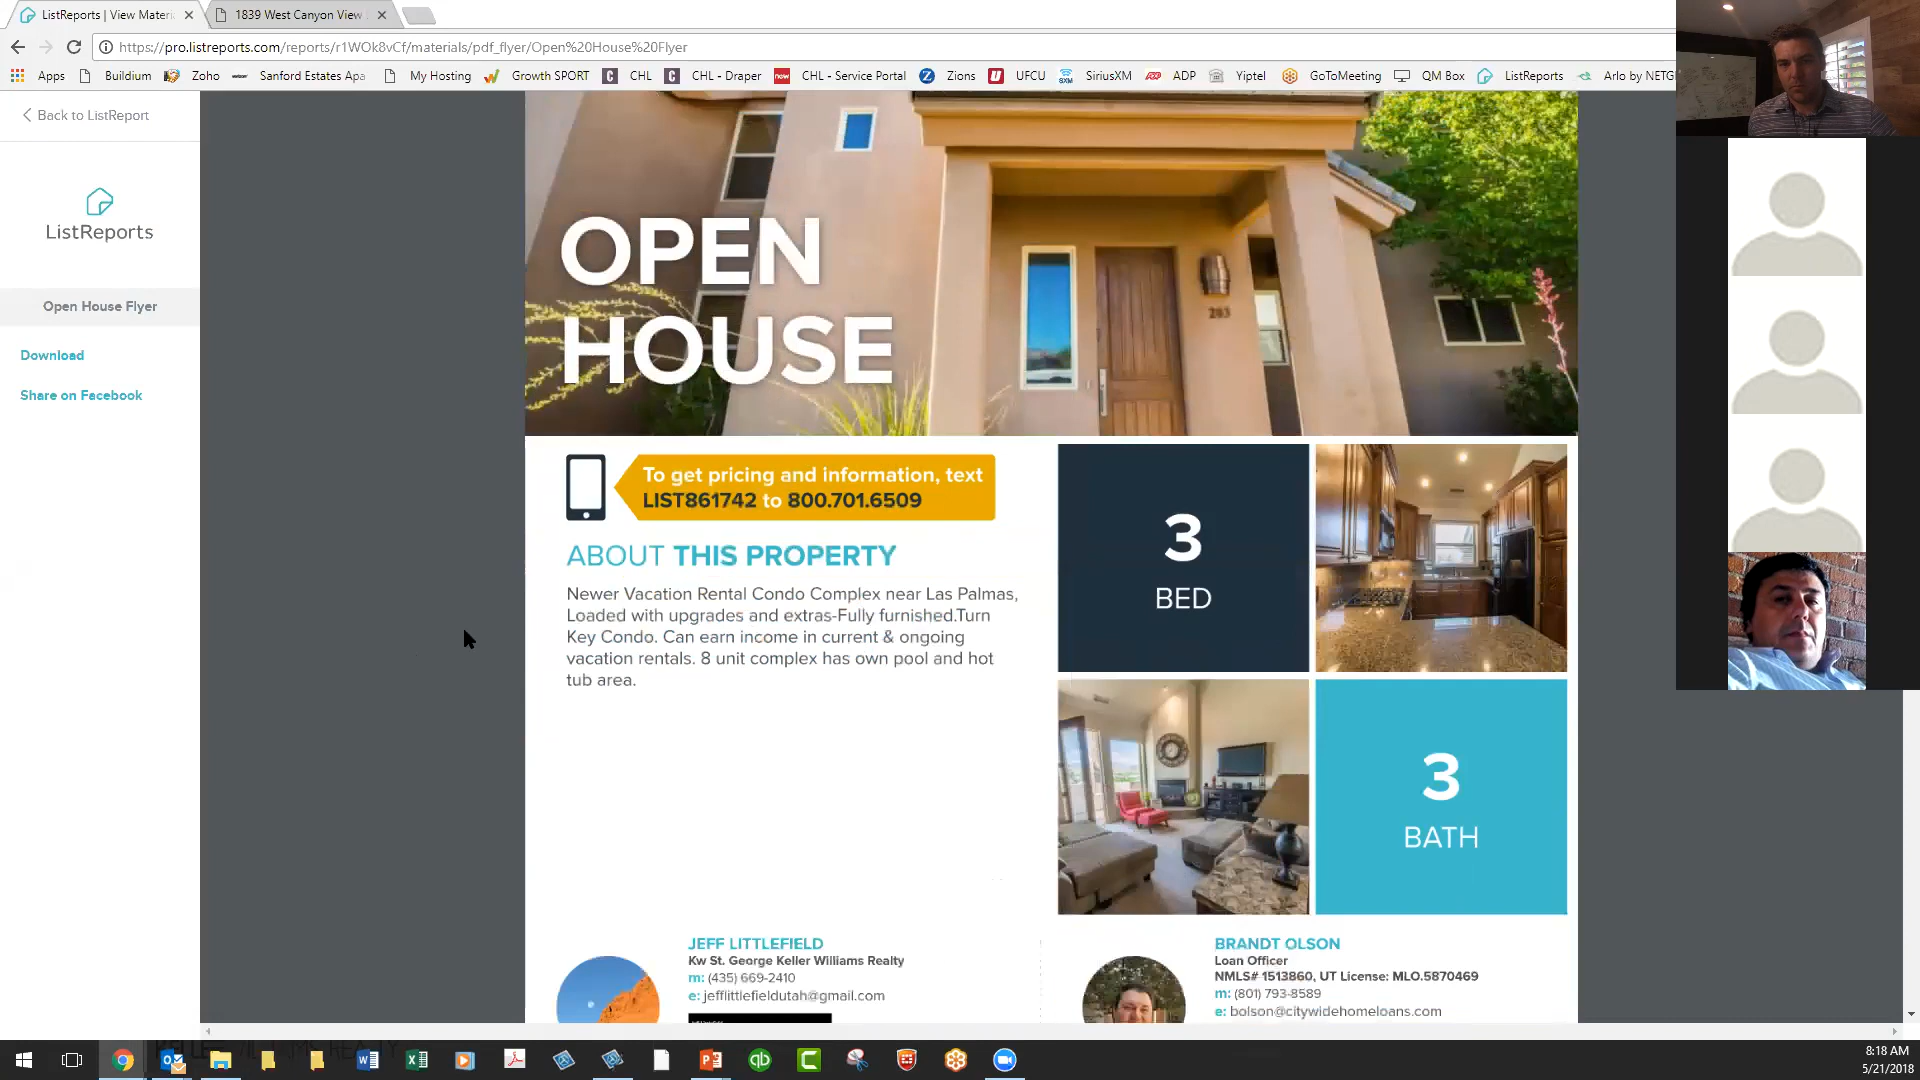 ListReports | View Materi
1839 West Canyon View
https://pro.listreports.com/reports/r1WOk8vCf/materials/pdf_flyer/Open%20House%20Flyer
Apps Buildium Zoho Sanford Estates Apa My Hosting Growth SPORT CHL CHL - Draper CHL - Service Portal Zions UFCU SiriusXM ADP Yiptel GoToMeeting QM Box ListReports Arlo by NETG
Back to ListReport
ListReports
Open House Flyer
Download
Share on Facebook
OPEN
HOUSE
203
To get pricing and information, text
LIST861742 to 800.701.6509
ABOUT THIS PROPERTY
Newer Vacation Rental Condo Complex near Las Palmas,
Loaded with upgrades and extras-Fully furnished.Turn
Key Condo. Can earn income in current & ongoing
vacation rentals. 8 unit complex has own pool and hot
tub area.
3
BED
3
BATH
JEFF LITTLEFIELD
Kw St. George Keller Williams Realty
m: (435) 669-2410
e: jefflittlefieldutah@gmail.com
BRANDT OLSON
Loan Officer
NMLS# 1513860, UT License: MLO.5870469
m: (801) 793-8589
e: bolson@citywidehomeloans.com
8:18 AM
5/21/2018